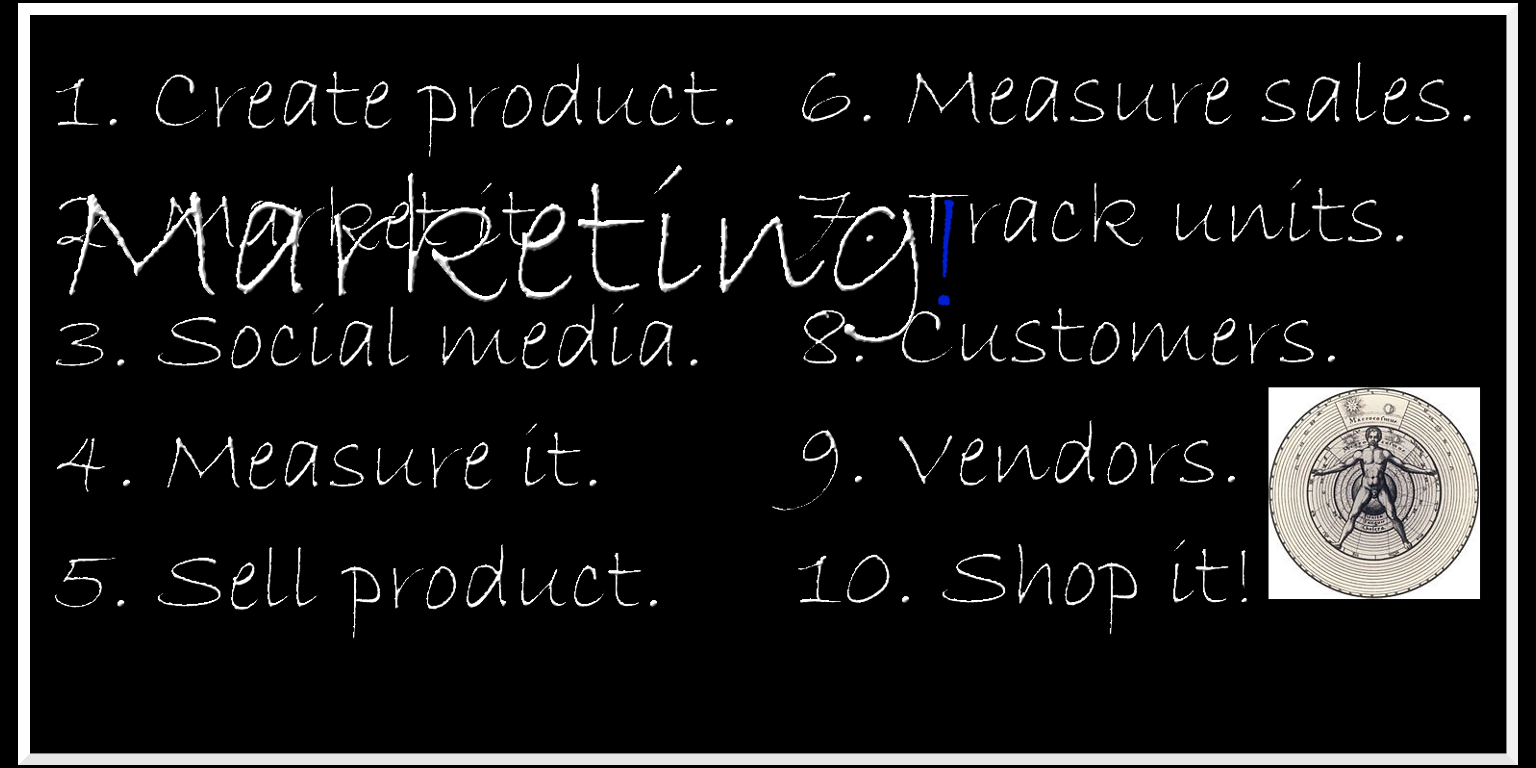 1. Create product.
2. Market it.
Marketing!
3. Social media.
4. Measure it.
5. Sell product.
6. Measure sales.
7. Track units.
8. Customers.
9. Vendors.
10. Shop it!
Macrocosmus